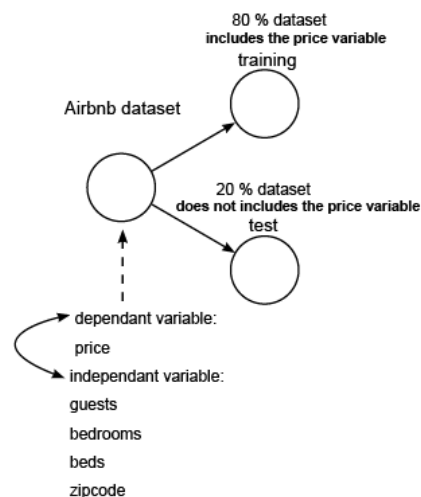 80 % dataset
includes the price variable
training
Airbnb dataset
20 % dataset
does not includes the price variable
test
dependant variable:
price
independant variable:
guests
bedrooms
beds
zipcode